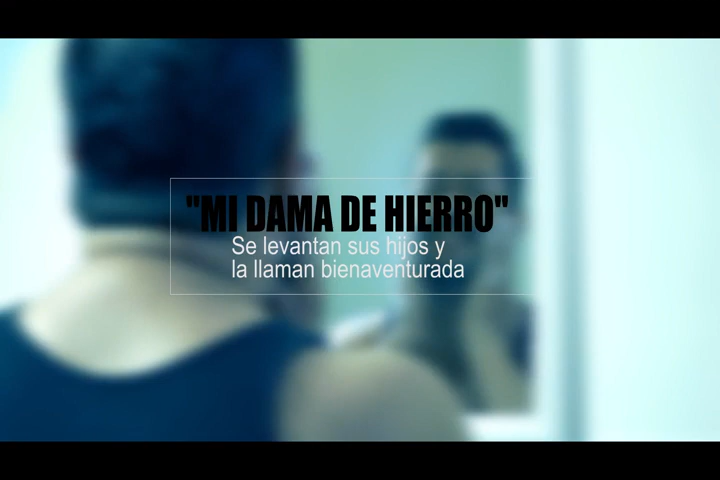 "MI DAMA DE HIERRO"
Se levantan sus hijos y
la llaman bienaventurada